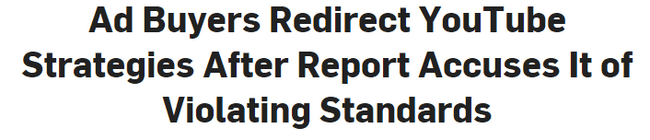 Ad Buyers Redirect YouTube
Strategies After Report Accuses It of
Violating Standards